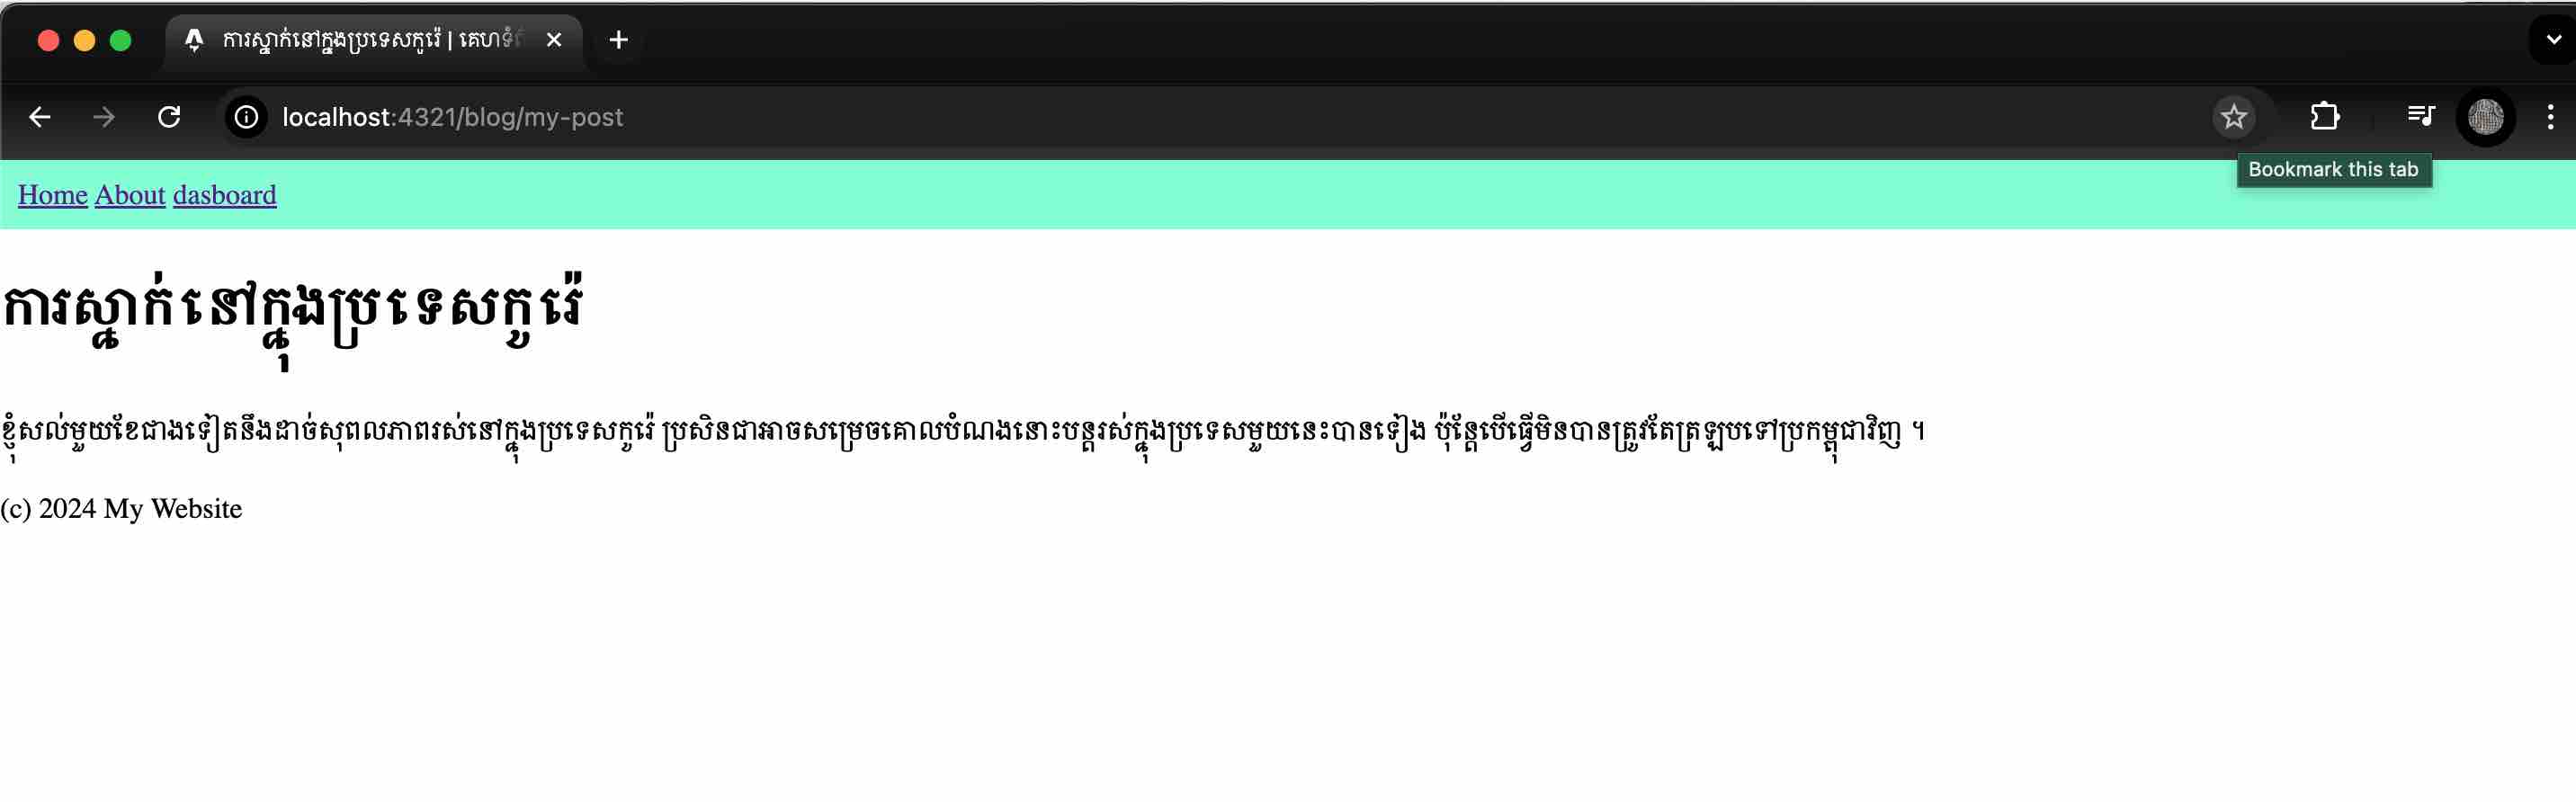 ការស្នាក់នៅក្នុងប្រទេសកូរ៉េ | គេហទំ
localhost:4321/blog/my-post
Bookmark this tab
Home About dasboard
ការស្នាក់នៅក្នុងប្រទេសកូរ៉េ
ខ្ញុំសល់មួយខែជាងទៀតនឹងដាច់សុពលភាពរស់នៅក្នុងប្រទេសកូរ៉េ ប្រសិនជាអាចសម្រេចគោលបំណងនោះបន្តរស់ក្នុងប្រទេសមួយនេះបានទៀង ប៉ុន្តែបើធ្វើមិនបានត្រូវតែត្រឡបទៅប្រកម្ពុជាវិញ ។
(c) 2024 My Website